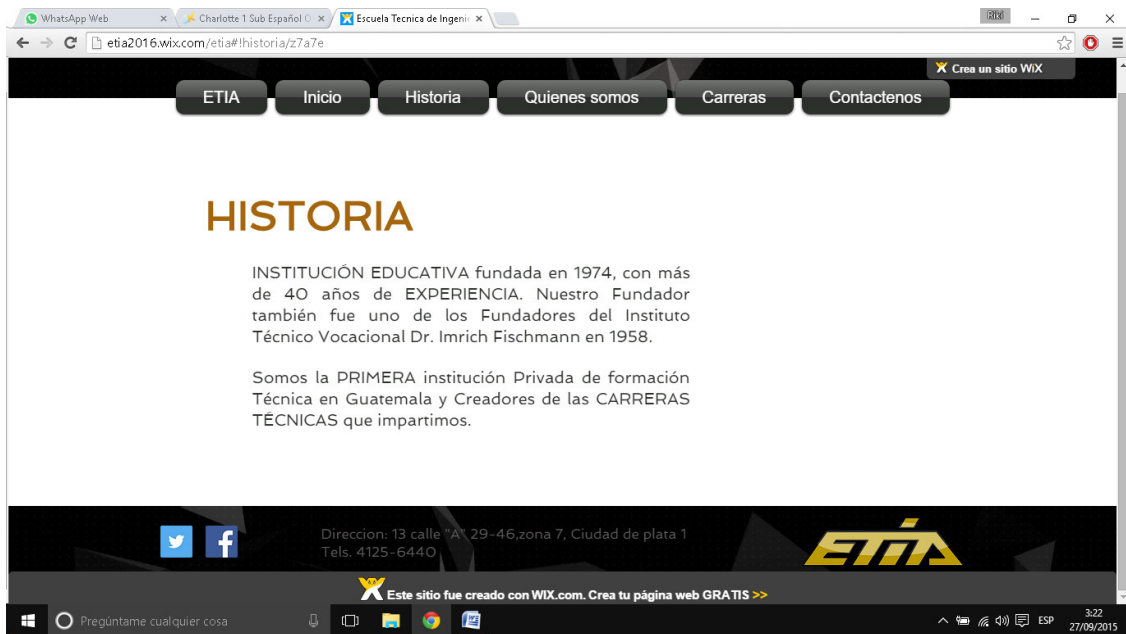 WhatsApp Web
Charlotte 1 Sub Español
Escuela Tecnica de Ingeni
Riki
etia2016.wix.com/etia#!historia/z7a7e
Crea un sitio WiX
ETIA Inicio Historia Quienes somos Carreras Contactenos
HISTORIA
INSTITUCIÓN EDUCATIVA fundada en 1974, con más
de 40 años de EXPERIENCIA. Nuestro Fundador
también fue uno de los Fundadores del Instituto
Técnico Vocacional Dr. Imrich Fischmann en 1958.
Somos la PRIMERA institución Privada de formación
Técnica en Guatemala y Creadores de las CARRERAS
TÉCNICAS que impartimos.
Direccion: 13 calle "A" 29-46,zona 7, Ciudad de plata 1
Tels. 4125-6440
ETIA
Este sitio fue creado con WIX.com. Crea tu página web GRATIS >>
Pregúntame cualquier cosa
ESP
3:22
27/09/2015